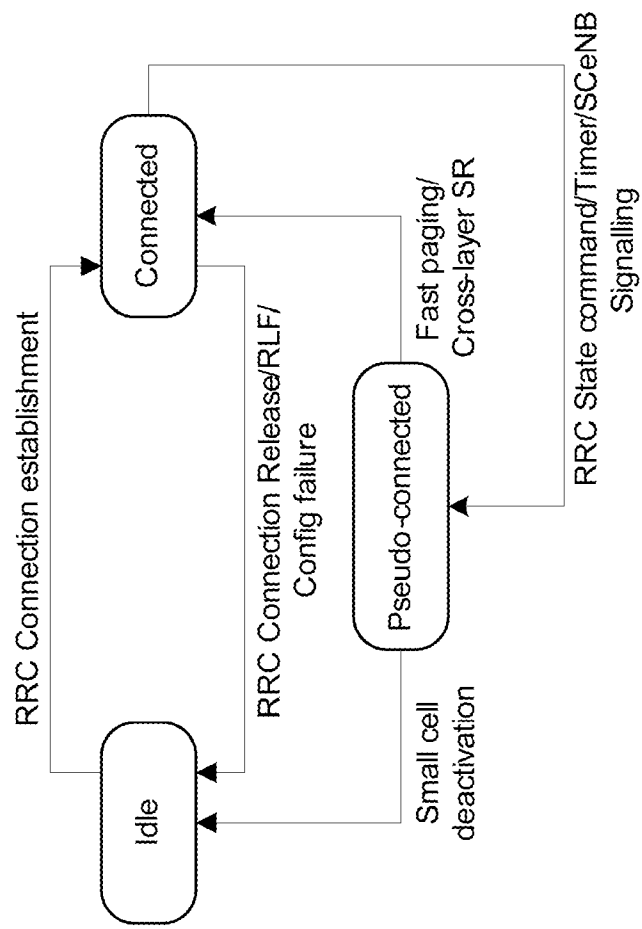 RRC Connection establishment
Idle
Connected
RRC Connection Release/RLF/
Config failure
Pseudo-connected
Small cell
deactivation
Fast paging/
Cross-layer SR
RRC State command/Timer/SCeNB
Signalling